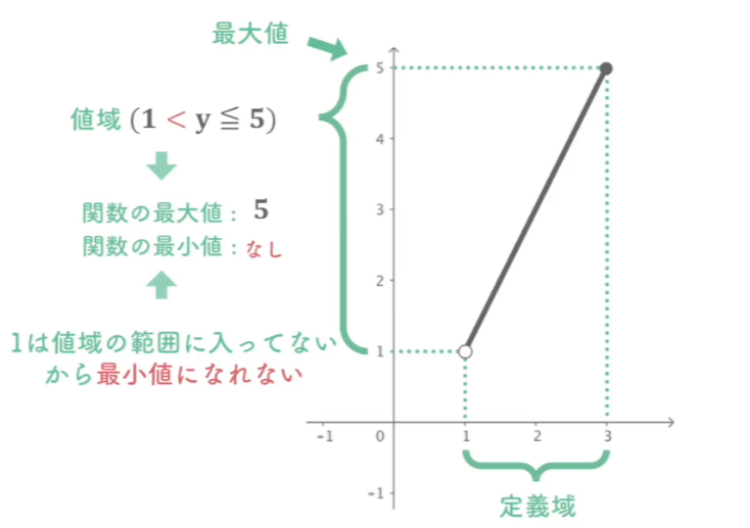 最大値
値域 (1 < y ≦ 5)
関数の最大値 : 5
関数の最小値 : なし
1は値域の範囲に入ってない
から最小値になれない
5
4
3
2
1
-1
0
1
2
3
-1
定義域